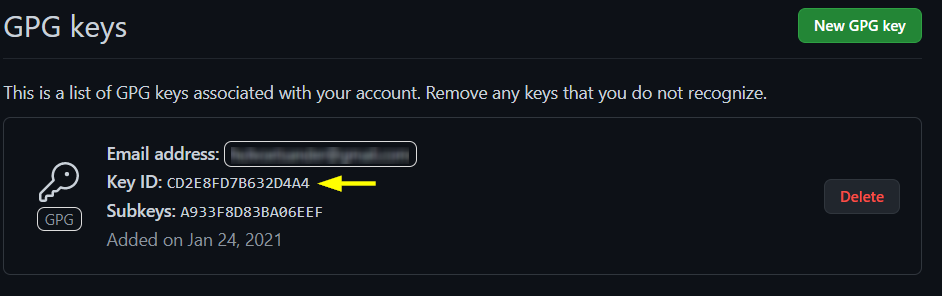 GPG keys
New GPG key
This is a list of GPG keys associated with your account. Remove any keys that you do not recognize.
Email address:
Key ID: CD2E8FD7B632D4A4
GPG
Subkeys: A933F8D83BA06EEF
Added on Jan 24, 2021
Delete